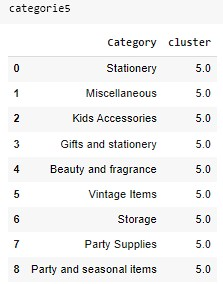 categorie5
Category cluster
0 Stationery 5.0
1 Miscellaneous 5.0
2 Kids Accessories 5.0
3 Gifts and stationery 5.0
4 Beauty and fragrance 5.0
5 Vintage Items 5.0
6 Storage 5.0
7 Party Supplies 5.0
8 Party and seasonal items 5.0